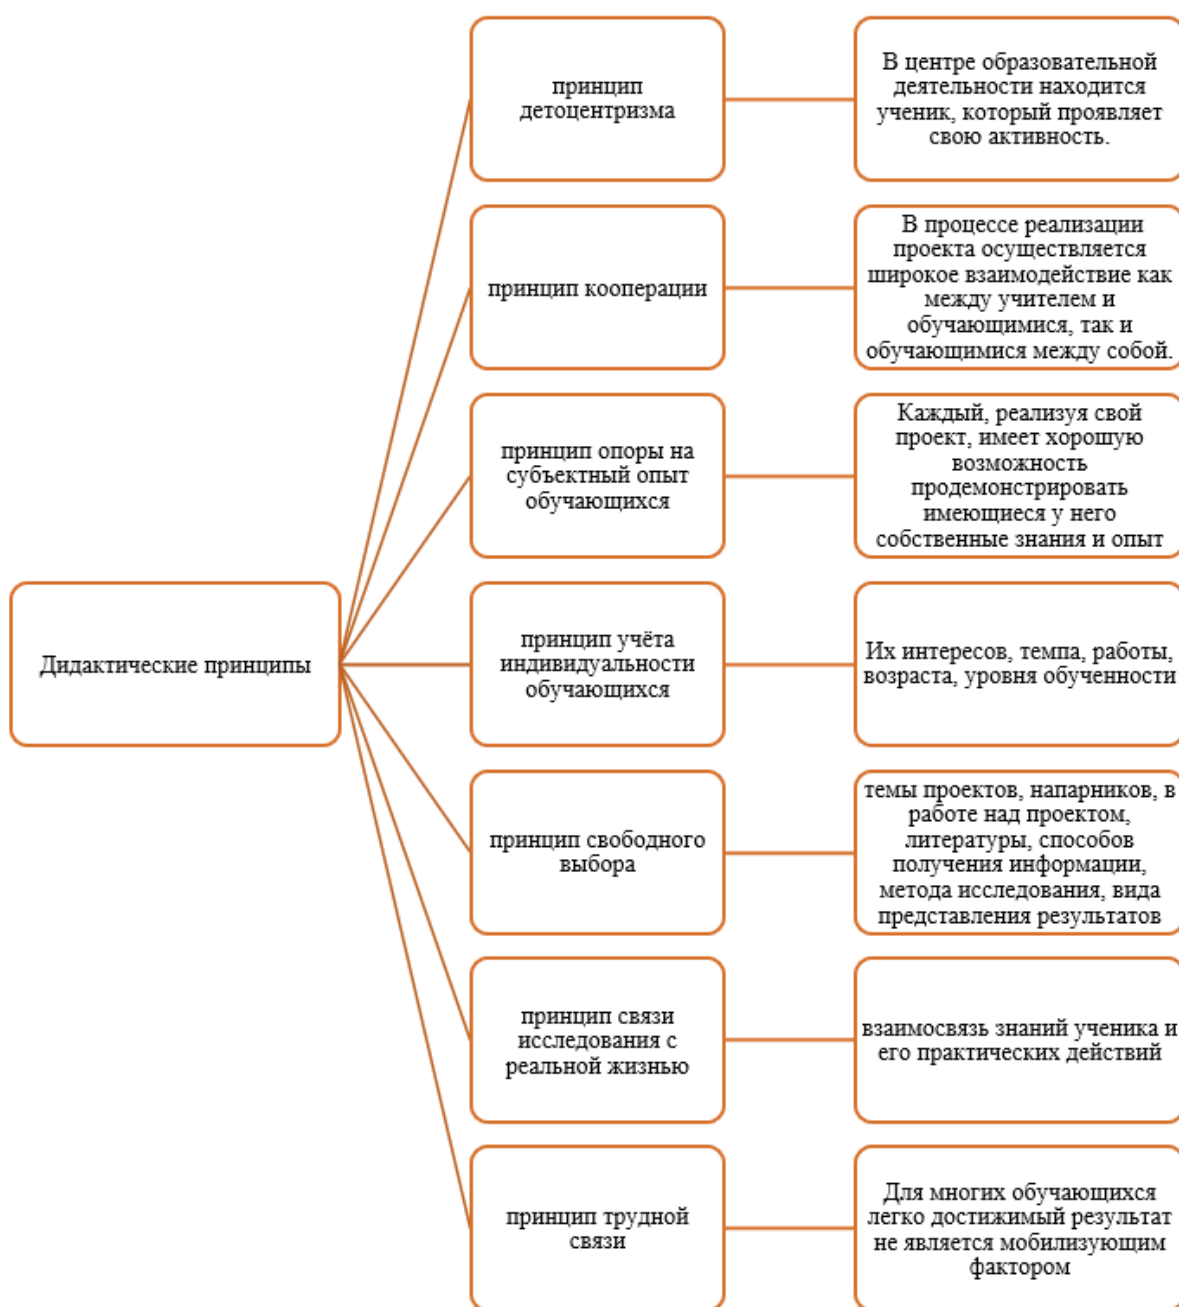 принцип
детоцентризма
В центре образовательной
деятельности находится
ученик, который проявляет
свою активность.
принцип кооперации
В процессе реализации
проекта осуществляется
широкое взаимодействие как
между учителем и
обучающимися, так и
обучающимися между собой.
принцип опоры на
субъектный опыт
обучающихся
Каждый, реализуя свой
проект, имеет хорошую
возможность
продемонстрировать
имеющиеся у него
собственные знания и опыт
Дидактические принципы
принцип учёта
индивидуальности
обучающихся
Их интересов, темпа, работы,
возраста, уровня обученности
принцип свободного
выбора
темы проектов, напарников, в
работе над проектом,
литературы, способов
получения информации,
метода исследования, вида
представления результатов
принцип связи
исследования с
реальной жизнью
взаимосвязь знаний ученика и
его практических действий
принцип трудной
связи
Для многих обучающихся
легко достижимый результат
не является мобилизующим
фактором